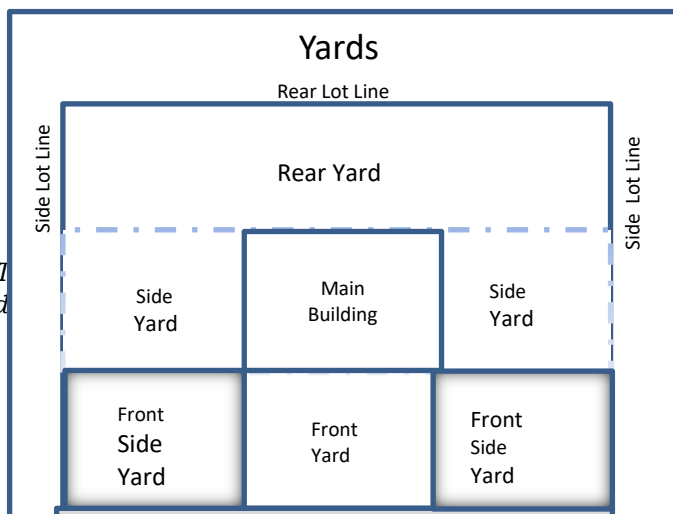 Yards
Rear Lot Line
Side Lot Line
Side Lot Line
Rear Yard
T
d
Side
Yard
Main
Building
Side
Yard
Front
Side
Yard
Front
Yard
Front
Side
Yard